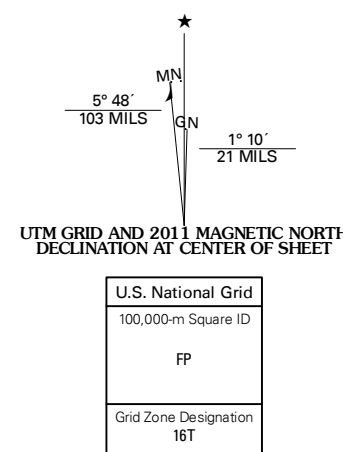 ★
MN
5° 48´
103 MILS
GN
1° 10´
21 MILS
UTM GRID AND 2011 MAGNETIC NORTH
DECLINATION AT CENTER OF SHEET
U.S. National Grid
100,000-m Square ID
FP
Grid Zone Designation
16T